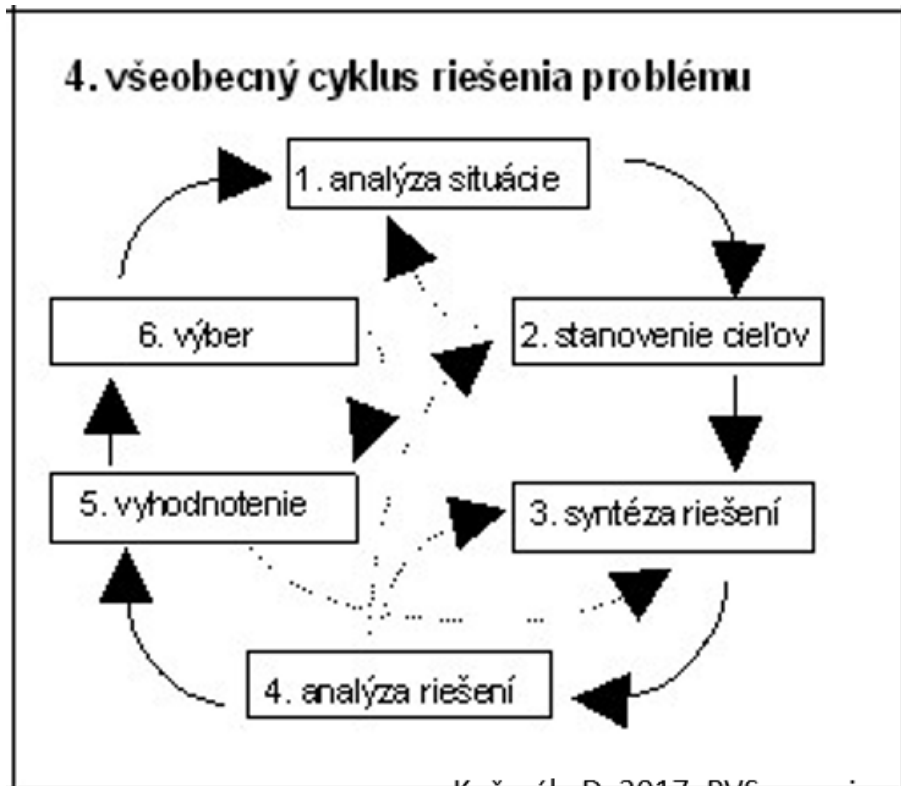 4. všeobecný cyklus riešenia problému
1. analýza situácie
2. stanovenie cieľov
3. syntéza riešení
4. analýza riešení
5. vyhodnotenie
6. výber
D. 2017